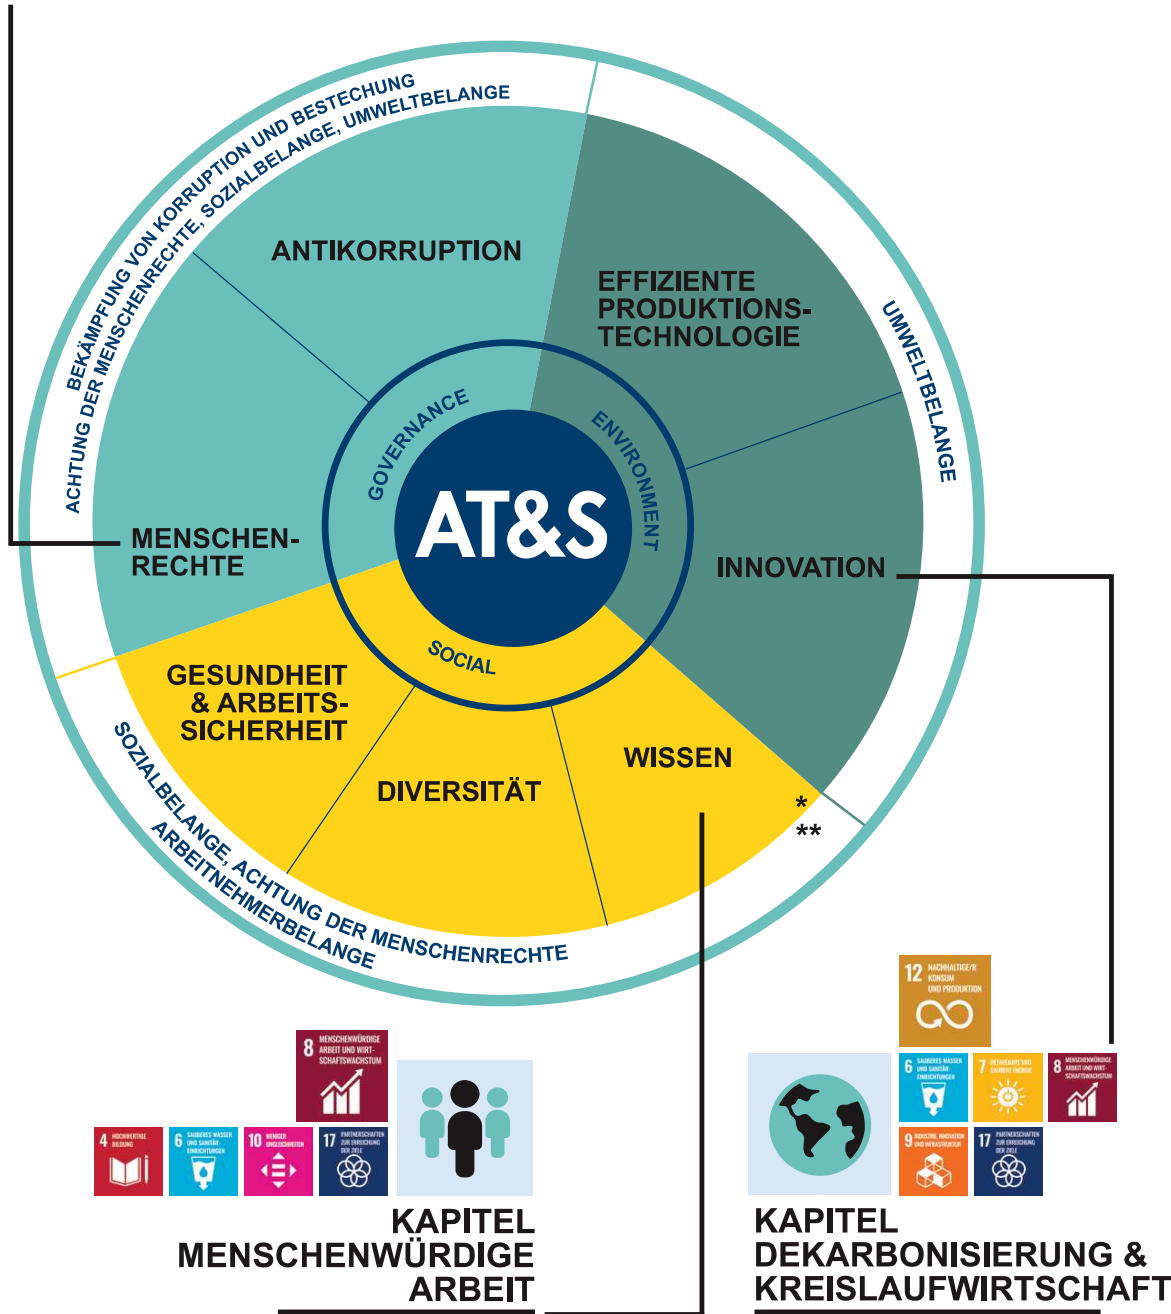 BEKÄMPFUNG VON KORRUPTION UND BESTECHUNG
ACHTUNG DER MENSCHENRECHTE, SOZIALBELANGE, UMWELTBELANGE
UMWELTBELANGE
ANTIKORRUPTION
EFFIZIENTE
PRODUKTIONS-
TECHNOLOGIE
GOVERNANCE
ENVIRONMENT
AT&S
MENSCHEN-
RECHTE
INNOVATION
SOCIAL
GESUNDHEIT
& ARBEITS-
SICHERHEIT
DIVERSITÄT
WISSEN
*
**
SOZIALBELANGE, ACHTUNG DER MENSCHENRECHTE
ARBEITNEHMERBELANGE
8 MENSCHENWÜRDIGE
ARBEIT UND WIRT-
SCHAFTSWACHSTUM
4 HOCHWERTIGE
BILDUNG
6 SAUBERES WASSER
UND SANITÄR-
EINRICHTUNGEN
10 WENIGER
UNGLEICHHEITEN
17 PARTNERSCHAFTEN
ZUR ERREICHUNG
DER ZIELE
KAPITEL
MENSCHENWÜRDIGE
ARBEIT
12 NACHHALTIGE/R
KONSUM
UND PRODUKTION
6 SAUBERES WASSER
UND SANITÄR-
EINRICHTUNGEN
7 BEZAHLBARE UND
SAUBERE ENERGIE
8 MENSCHENWÜRDIGE
ARBEIT UND WIRT-
SCHAFTSWACHSTUM
9 INDUSTRIE, INNOVATION
UND INFRASTRUKTUR
17 PARTNERSCHAFTEN
ZUR ERREICHUNG
DER ZIELE
KAPITEL
DEKARBONISIERUNG &
KREISLAUFWIRTSCHAFT